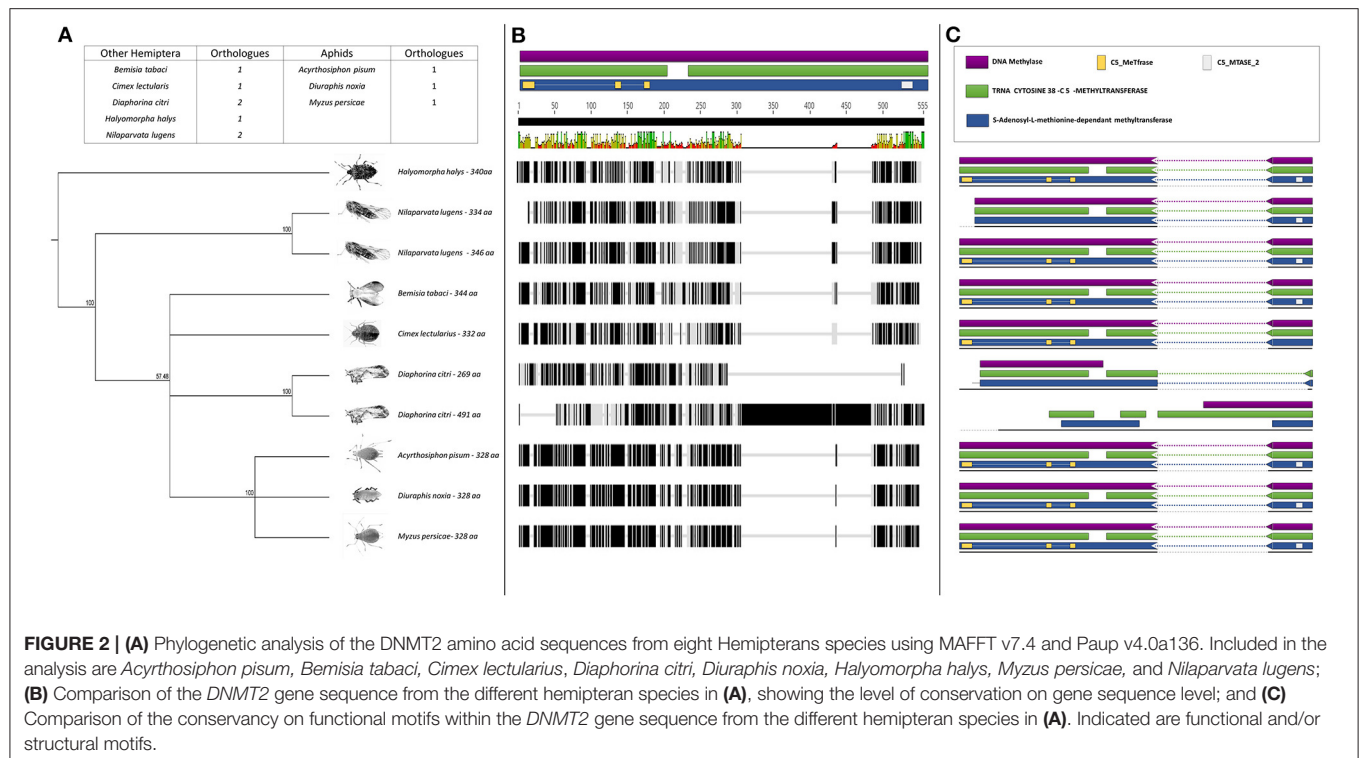 A
Other Hemiptera Orthologues Aphids Orthologues
Bemisia tabaci 1 Acyrthosiphon pisum 1
Cimex lectularis 1 Diuraphis noxia 1
Diaphorina citri 2 Myzus persicae 1
Halyomorpha halys 1
Nilaparvata lugens 2
Halyomorpha halys - 340aa
Nilaparvata lugens - 334 aa
100
Nilaparvata lugens - 346 aa
Bemisia tabaci - 344 aa
100
Cimex lectularius - 332 aa
Diaphorina citri - 269 aa
57.48
100
Diaphorina citri - 491 aa
Acyrthosiphon pisum - 328 aa
100
Diuraphis noxia - 328 aa
Myzus persicae- 328 aa
B
1 50 100 150 200 250 300 350 400 450 500 555
C
DNA Methylase C5_MeTfrase C5_MTASE_2
TRNA CYTOSINE 38 -C 5 -METHYLTRANSFERASE
S-Adenosyl-L-methionine-dependant methyltransferase
FIGURE 2 | (A) Phylogenetic analysis of the DNMT2 amino acid sequences from eight Hemipterans species using MAFFT v7.4 and Paup v4.0a136. Included in the
analysis are Acyrthosiphon pisum, Bemisia tabaci, Cimex lectularius, Diaphorina citri, Diuraphis noxia, Halyomorpha halys, Myzus persicae, and Nilaparvata lugens;
(B) Comparison of the DNMT2 gene sequence from the different hemipteran species in (A), showing the level of conservation on gene sequence level; and (C)
Comparison of the conservancy on functional motifs within the DNMT2 gene sequence from the different hemipteran species in (A). Indicated are functional and/or
structural motifs.